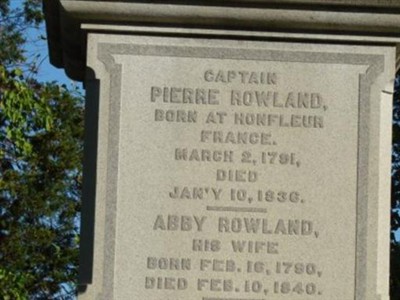 CAPTAIN
PIERRE ROWLAND,
BORN AT HONFLEUR
FRANCE.
MARCH 2, 1791,
DIED
JAN'Y 10, 1836.
ABBY ROWLAND,
HIS WIFE
BORN FEB. 16, 1790,
DIED FEB. 10, 1840.